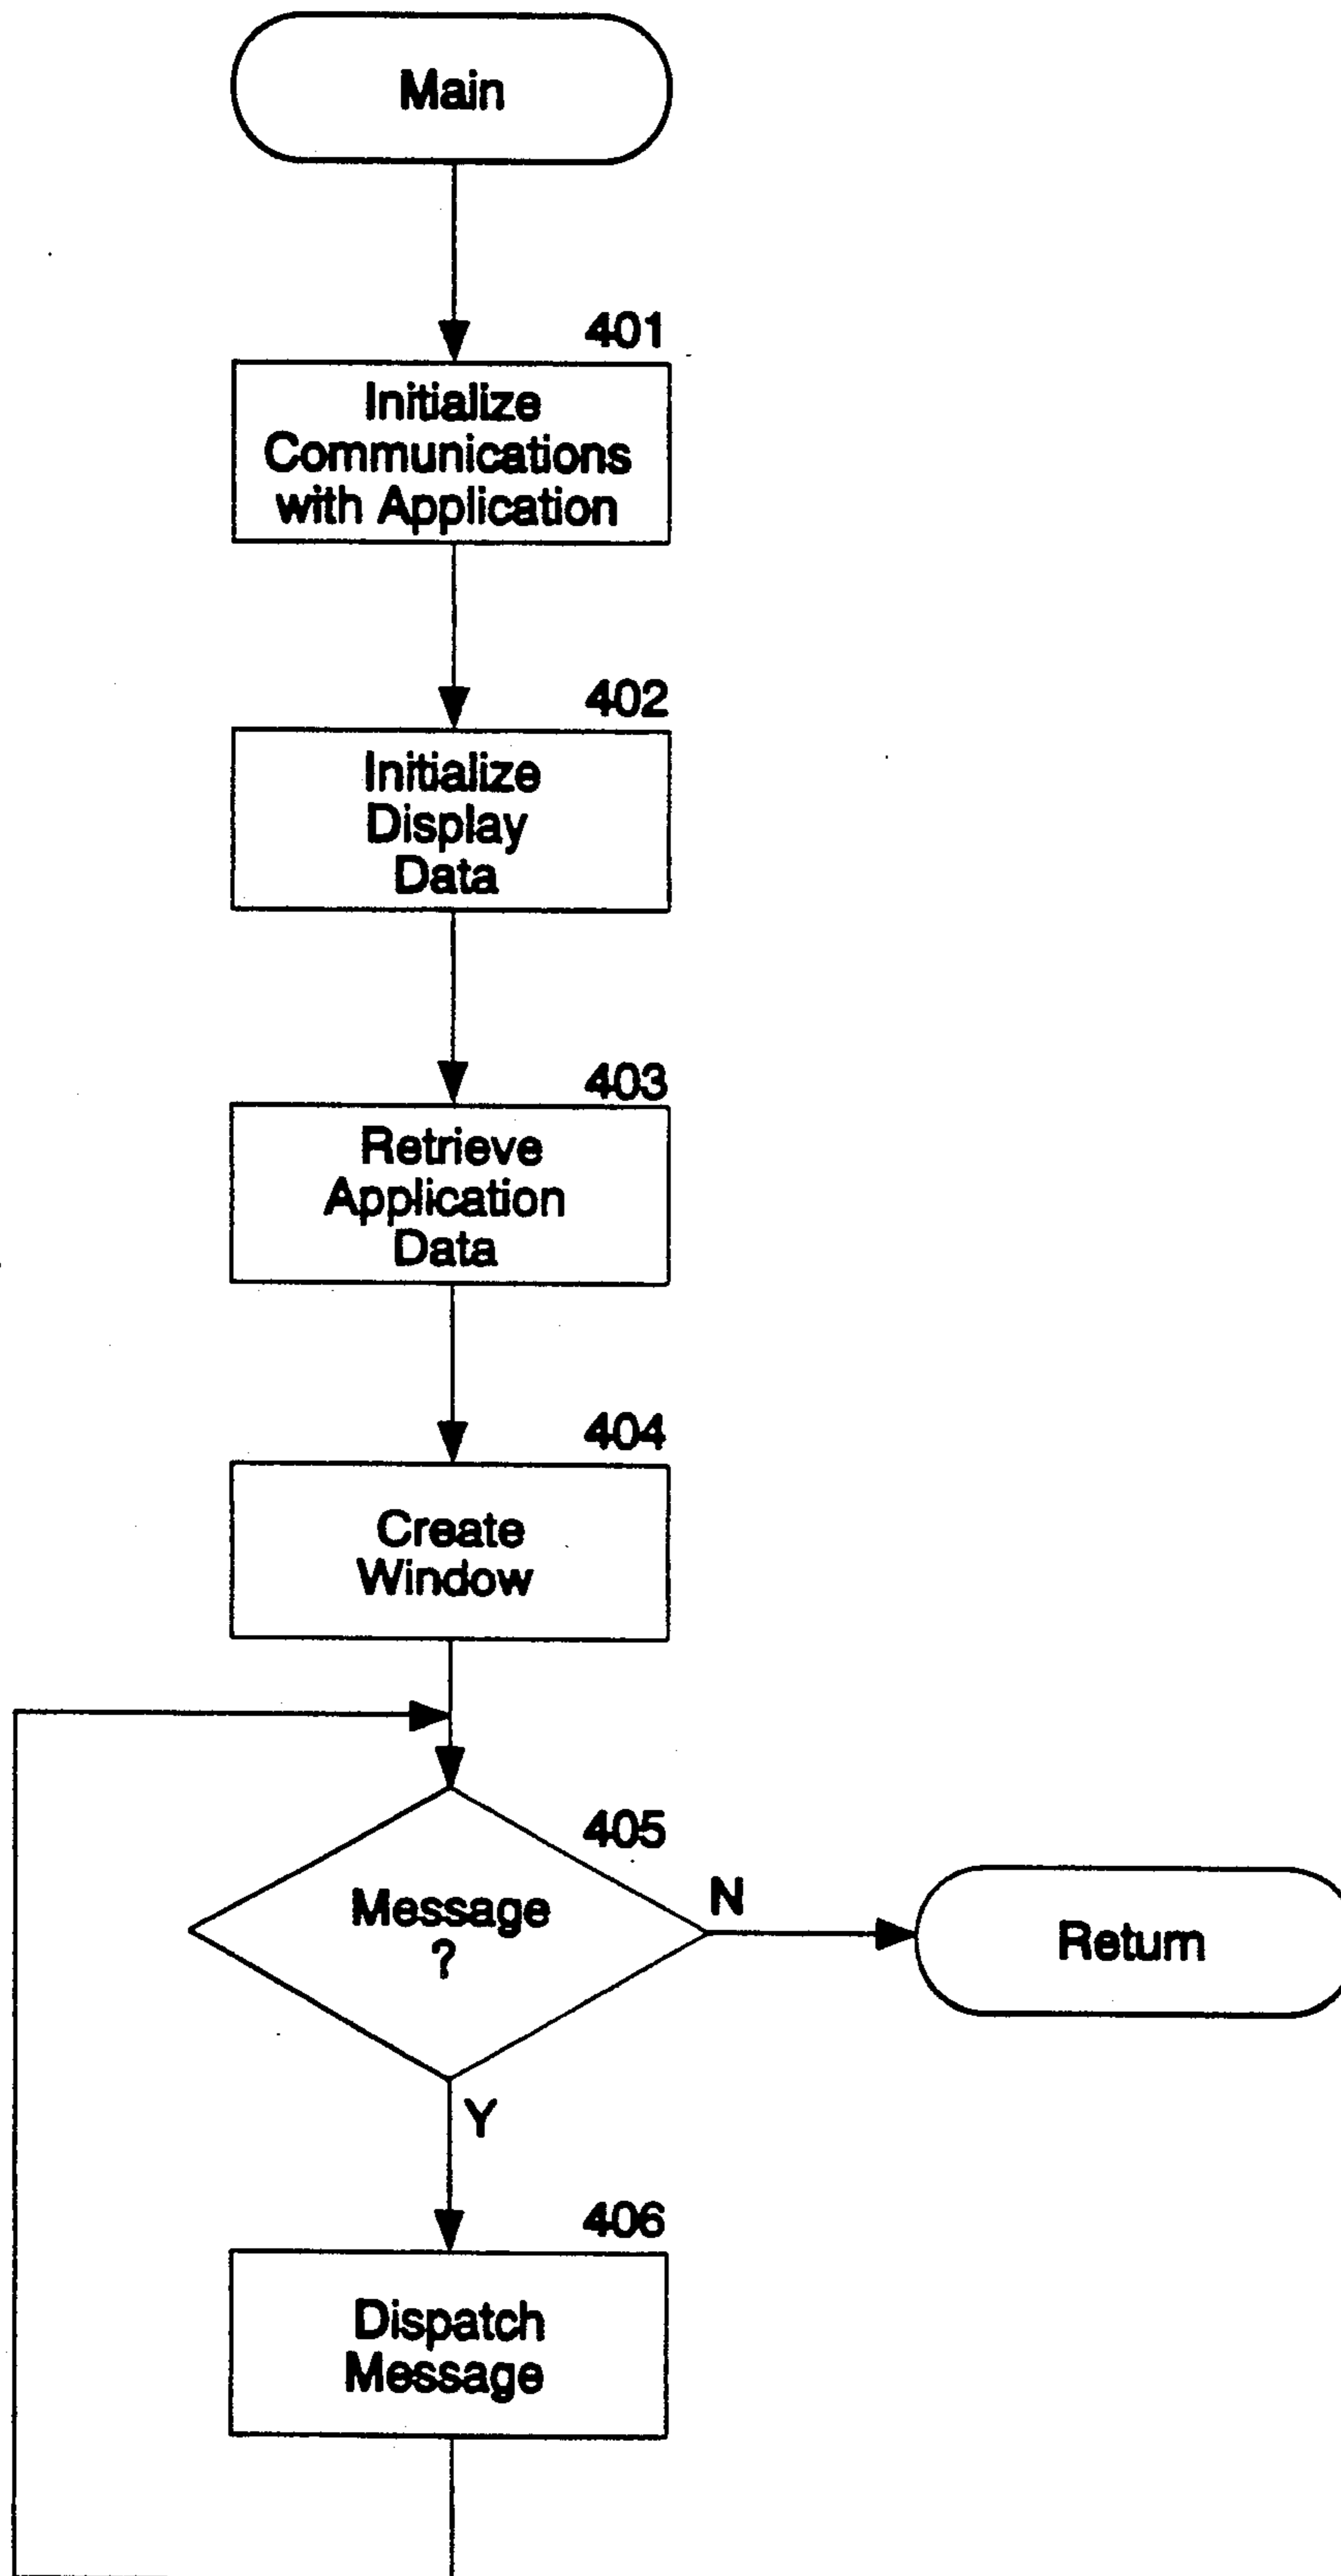 Main
401
Initialize
Communications
with Application
402
Initialize
Display
Data
403
Retrieve
Application
Data
404
Create
Window
405
Message
?
N
Return
Y
406
Dispatch
Message